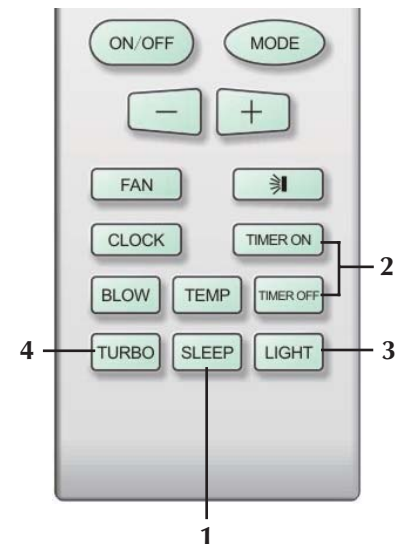 ON/OFF MODE
− +
FAN
CLOCK TIMER ON
2
BLOW TEMP TIMER OFF
4 TURBO SLEEP LIGHT 3
1